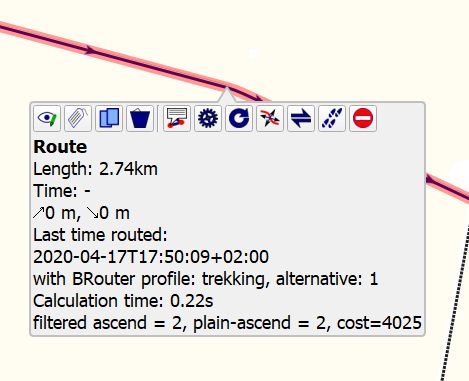 Route
Length: 2.74km
Time: -
↗0 m, ↘0 m
Last time routed:
2020-04-17T17:50:09+02:00
with BRouter profile: trekking, alternative: 1
Calculation time: 0.22s
filtered ascend = 2, plain-ascend = 2, cost=4025